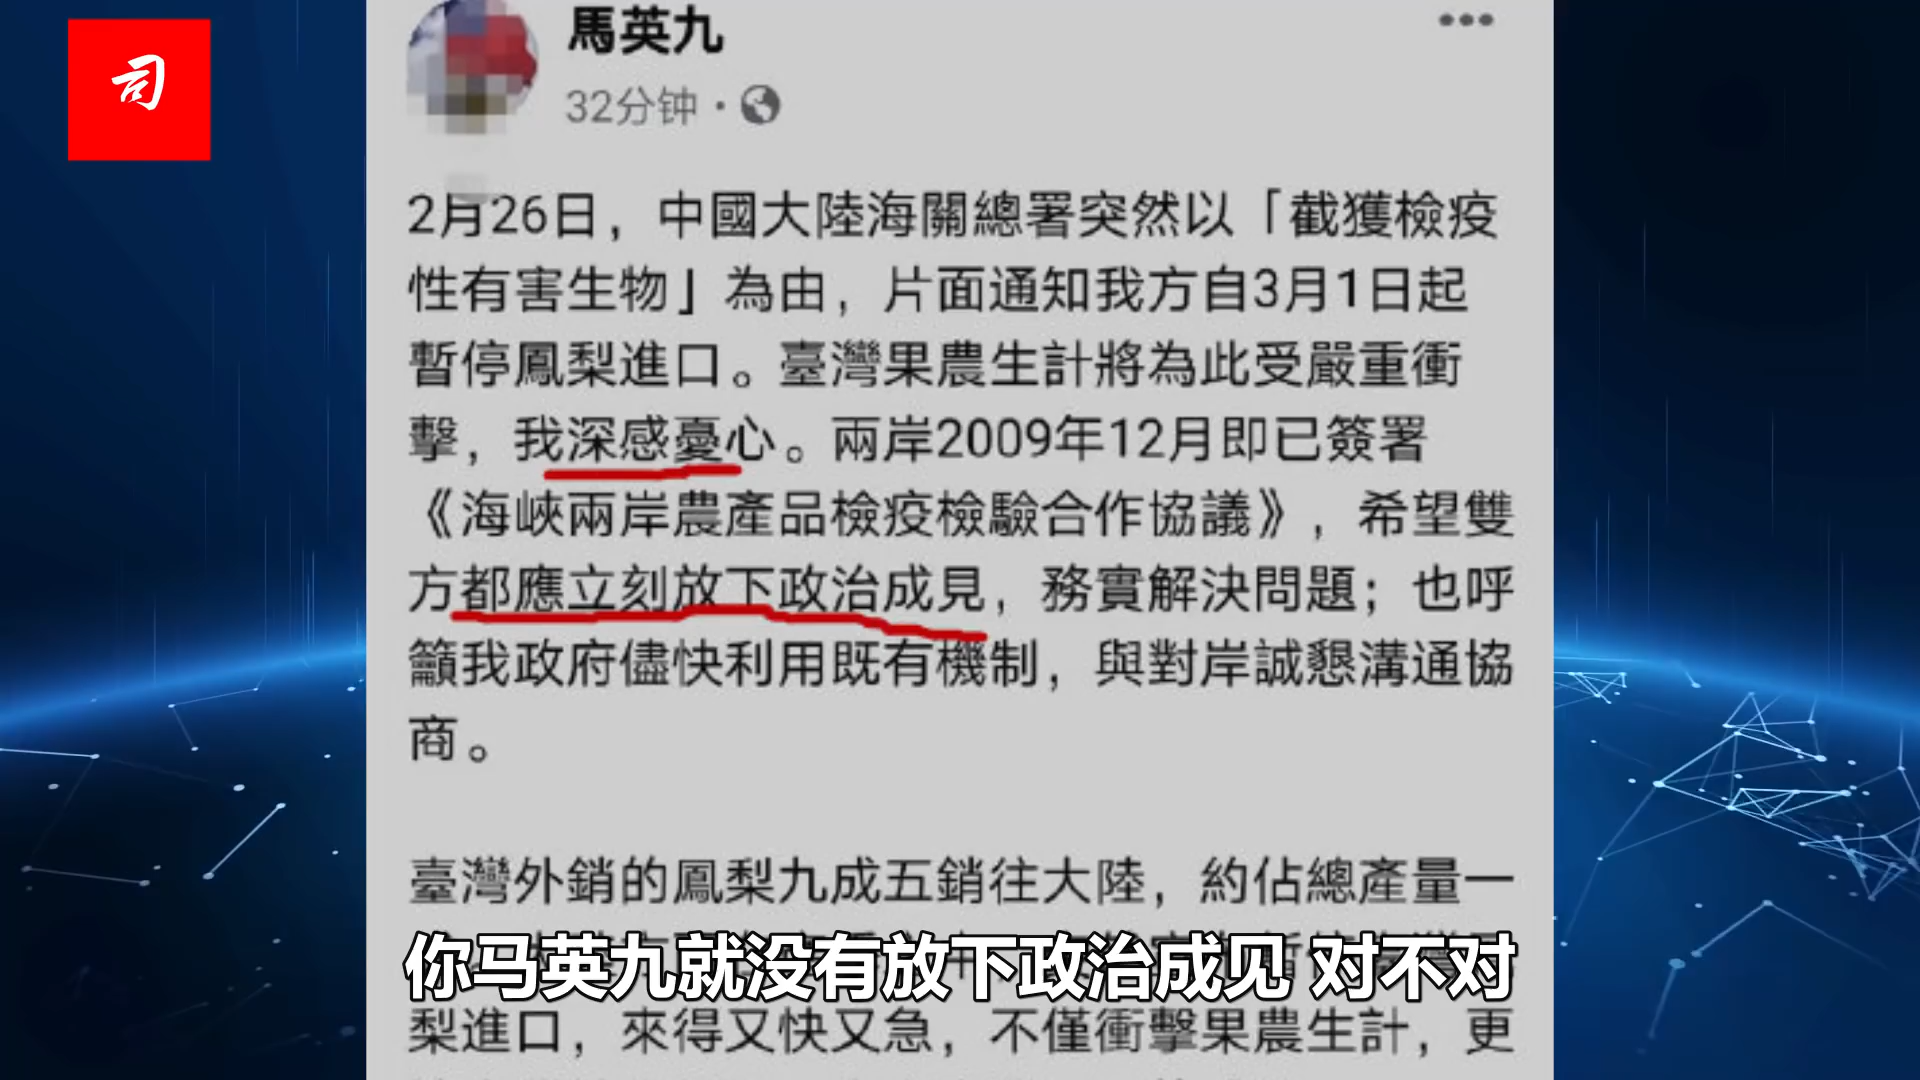 司
馬英九
32分钟
2月26日，中國大陸海關總署突然以「截獲檢疫
性有害生物」為由，片面通知我方自3月1日起
暫停鳳梨進口。臺灣果農生計將為此受嚴重衝
擊，我深感憂心。兩岸2009年12月即已簽署
《海峽兩岸農產品檢疫檢驗合作協議》，希望雙
方都應立刻放下政治成見，務實解決問題；也呼
籲我政府儘快利用既有機制，與對岸誠懇溝通協
商。
臺灣外銷的鳳梨九成五銷往大陸，約佔總產量一
你马英九就没有放下政治成见 对不对
梨進口，來得又快又急，不僅衝擊果農生計，更